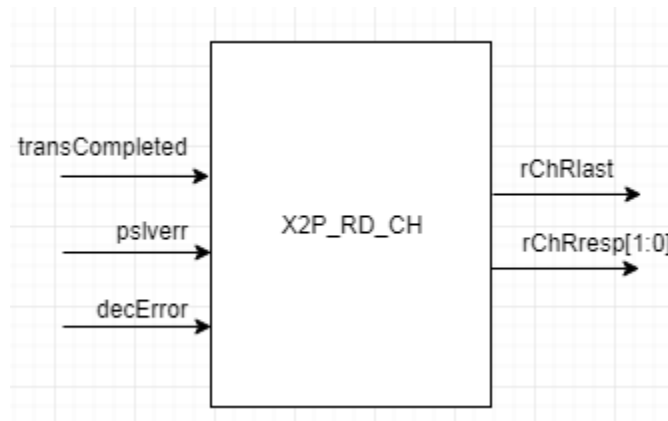 transCompleted
pslverr
decError
X2P_RD_CH
rChRlast
rChRresp[1:0]